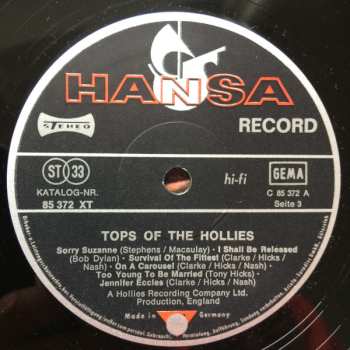 HANSA
RECORD
STEREO
ST 33
KATALOG-NR.
85 372 XT
hi-fi
GEMA
C 85 372 A
Seite 3
TOPS OF THE HOLLIES
Sorry Suzanne (Stephens / Macaulay) · I Shall Be Released
(Bob Dylan) · Survival Of The Fittest (Clarke / Hicks /
Nash) · On A Carousel (Clarke / Hicks / Nash)
Too Young To Be Married (Tony Hicks)
Jennifer Eccles (Clarke / Hicks / Nash)
A Hollies Recording Company Ltd.
Production, England
Made in Germany